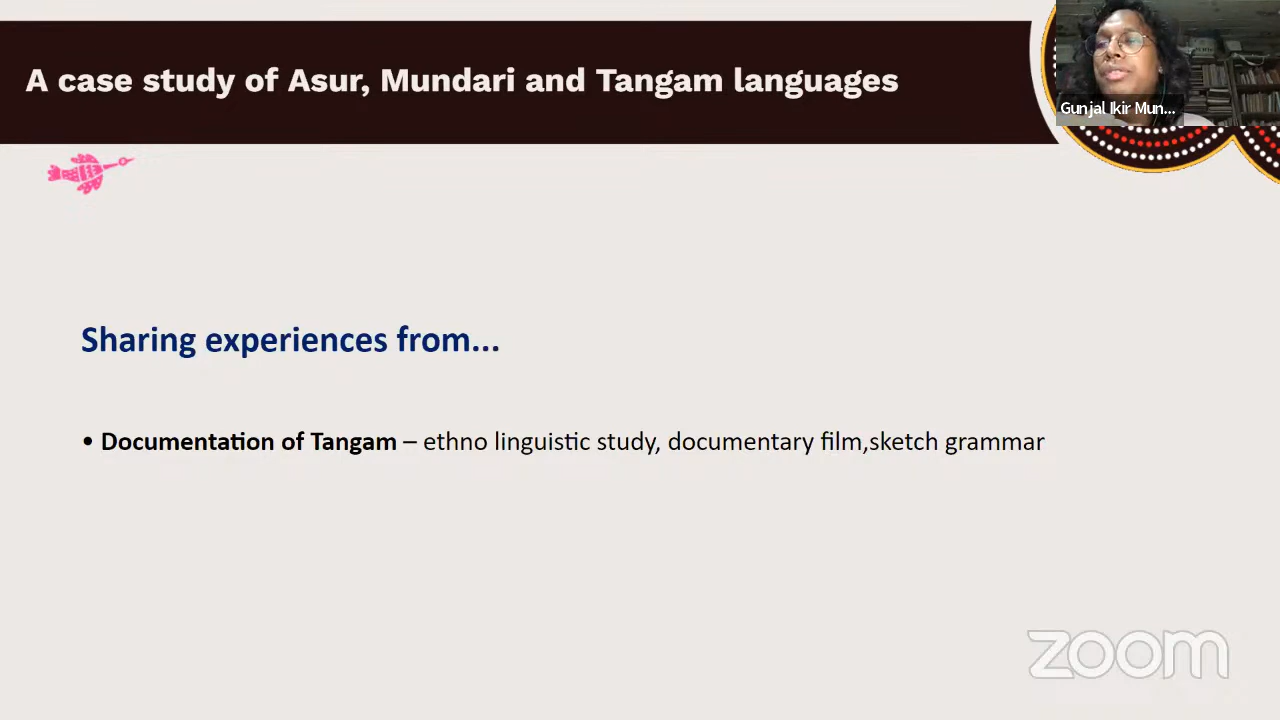 A case study of Asur, Mundari and Tangam languages
Gunjal Ikir Mun...
Sharing experiences from...
• Documentation of Tangam – ethno linguistic study, documentary film,sketch grammar
zoom